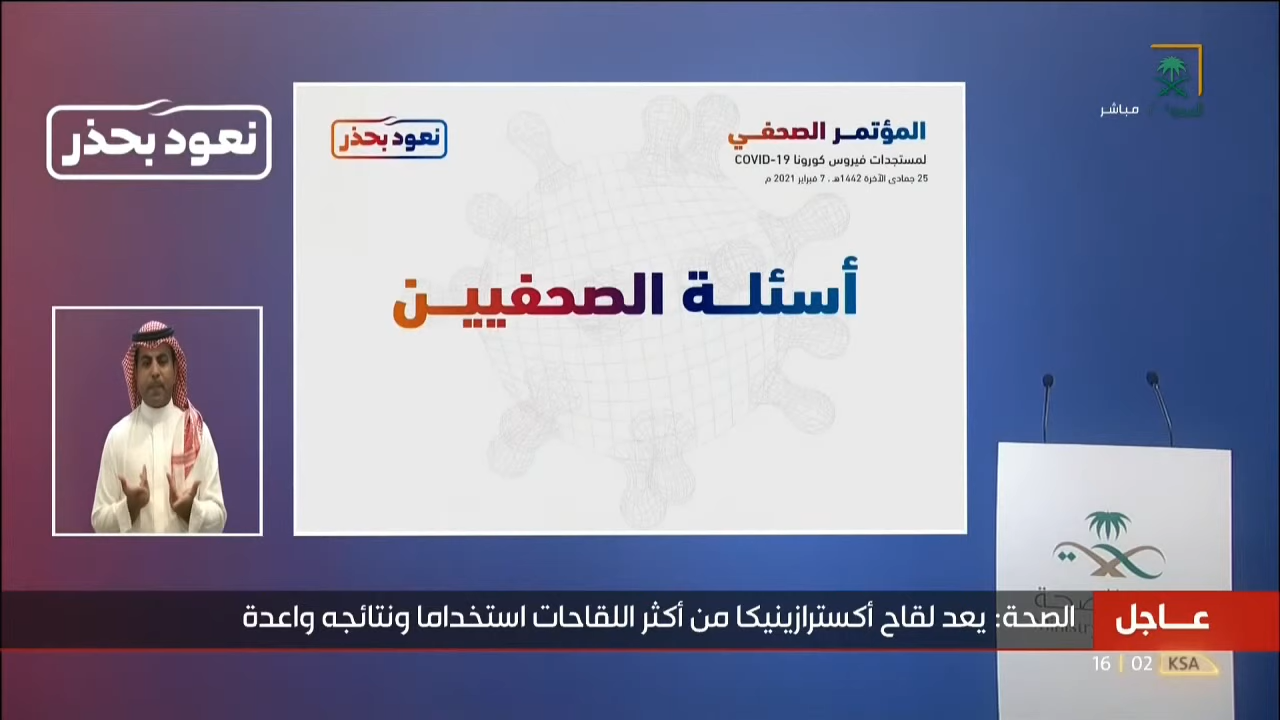 مباشر
نعود بحذر
نعود بحذر
المؤتمر الصحفي
لمستجدات فيروس كورونا COVID-19
25 جمادى الآخرة 1442هـ ، 7 فبراير 2021 م
أسئلة الصحفيين
عاجل
الصحة: يعد لقاح أكسترازينيكا من أكثر اللقاحات استخداما ونتائجه واعدة
16 | 02 KSA